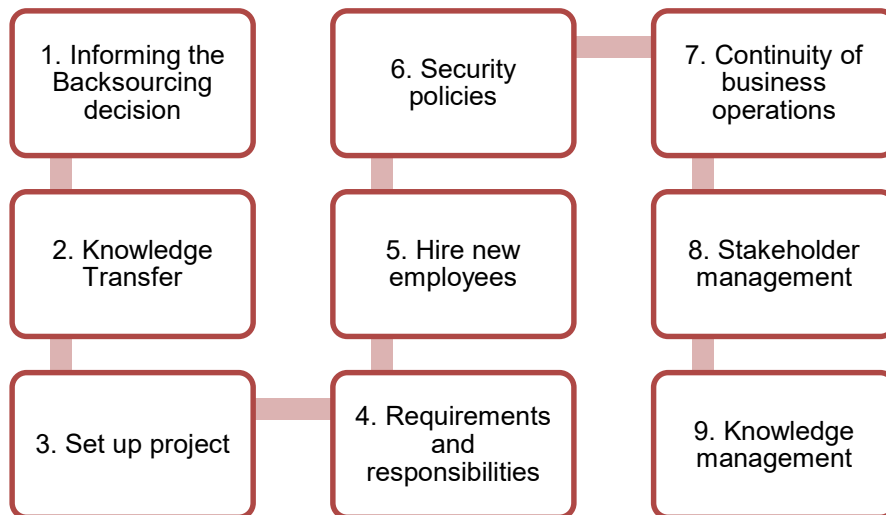 1. Informing the
Backsourcing
decision
2. Knowledge
Transfer
3. Set up project
4. Requirements
and
responsibilities
5. Hire new
employees
6. Security
policies
7. Continuity of
business
operations
8. Stakeholder
management
9. Knowledge
management